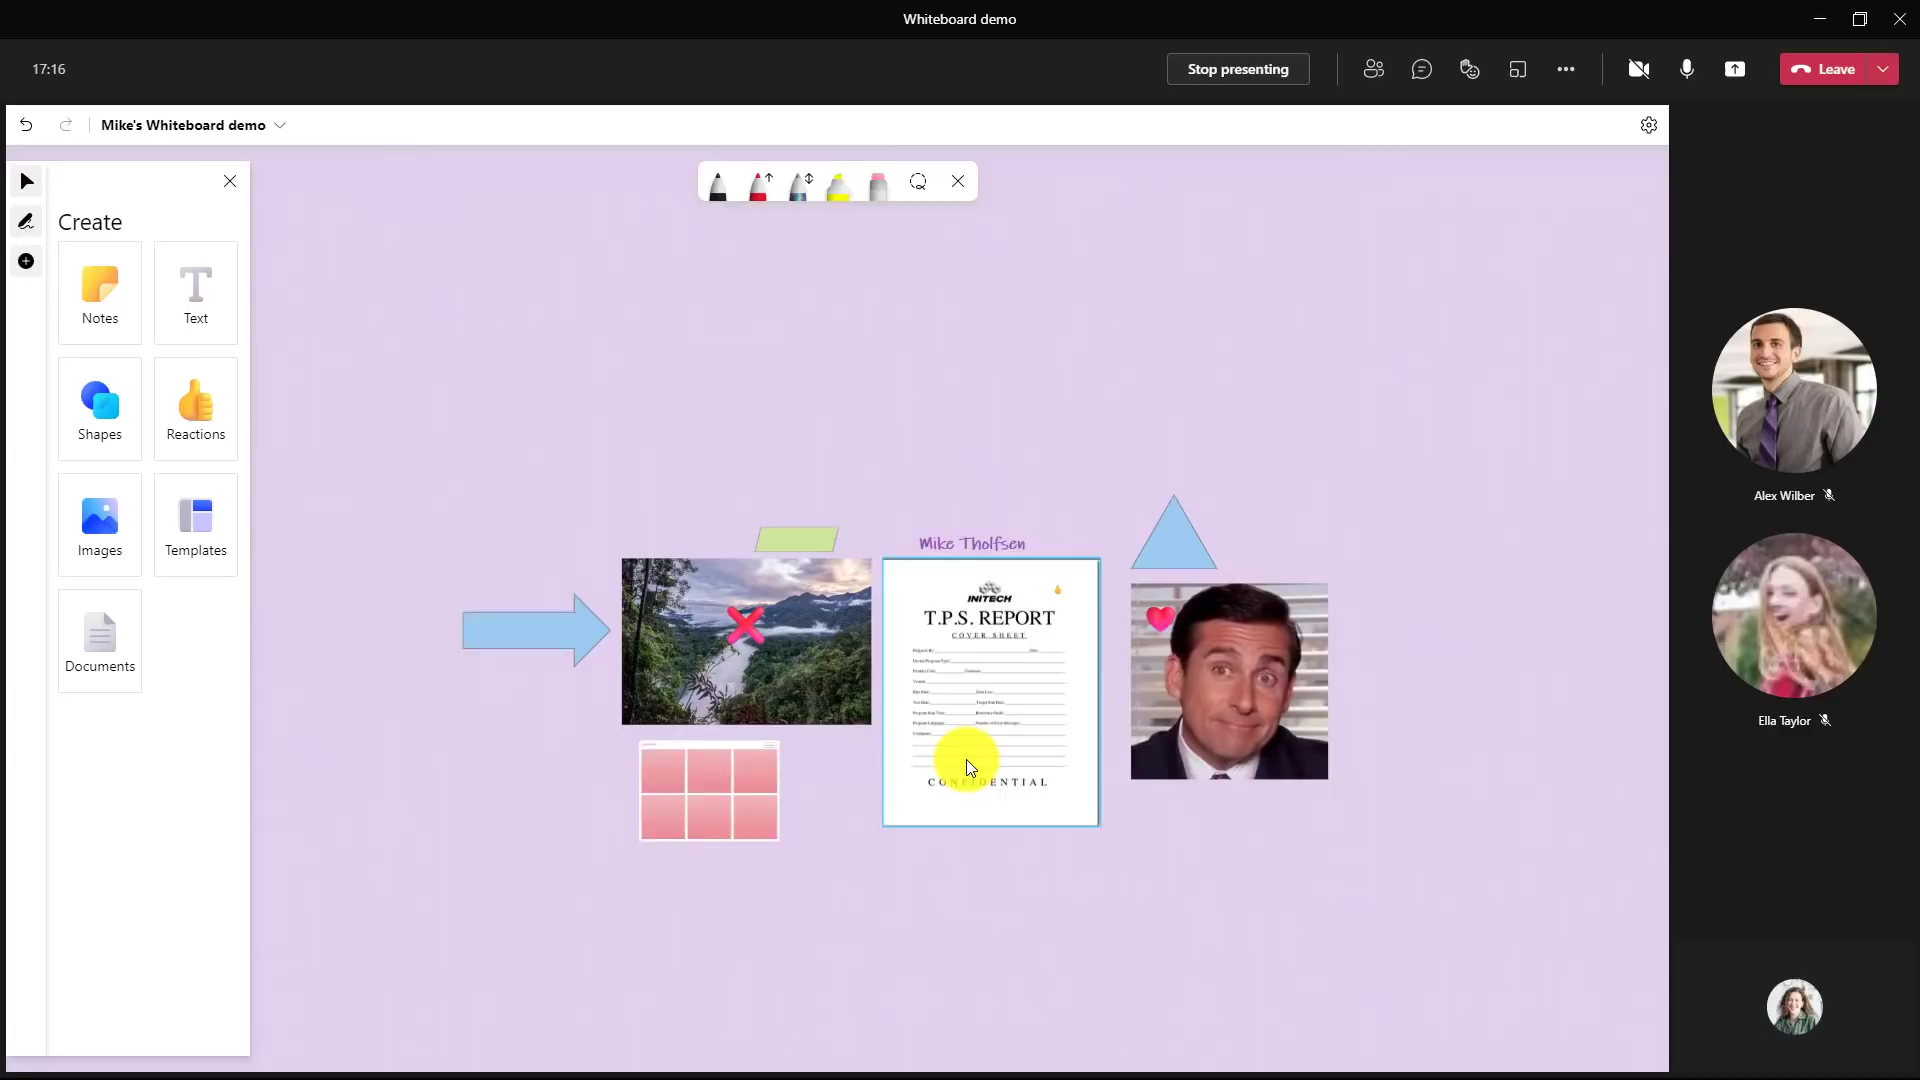 Whiteboard demo
17:16
Stop presenting
Leave
Mike's Whiteboard demo
Create
Notes
Text
Shapes
Reactions
Images
Templates
Documents
Mike Tholfsen
INITECH
T.P.S. REPORT
COVER SHEET
CONFIDENTIAL
Alex Wilber
Ella Taylor